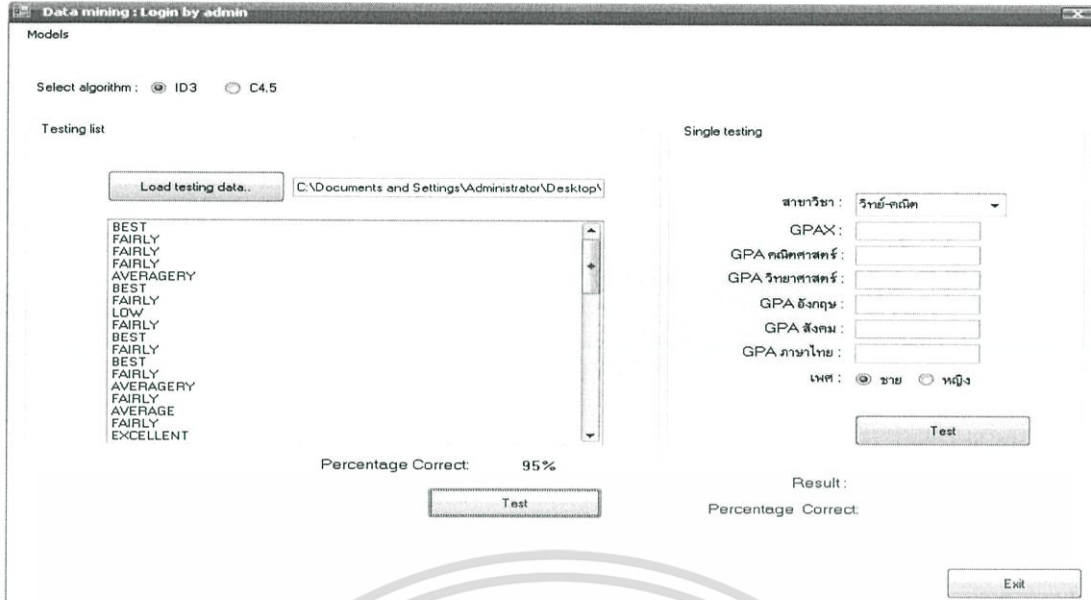 Data mining : Login by admin
Models
Select algorithm : ID3 C4.5
Testing list
Load testing data..
C:\Documents and Settings\Administrator\Desktop\
BEST
FAIRLY
FAIRLY
FAIRLY
AVERAGERY
BEST
FAIRLY
LOW
FAIRLY
BEST
FAIRLY
BEST
FAIRLY
AVERAGERY
FAIRLY
AVERAGE
FAIRLY
EXCELLENT
Percentage Correct: 95%
Test
Single testing
สาขาวิชา : วิทย์-คณิต
GPAX :
GPA คณิตศาสตร์ :
GPA วิทยาศาสตร์ :
GPA อังกฤษ :
GPA สังคม :
GPA ภาษาไทย :
เพศ : ชาย หญิง
Test
Result :
Percentage Correct:
Exit